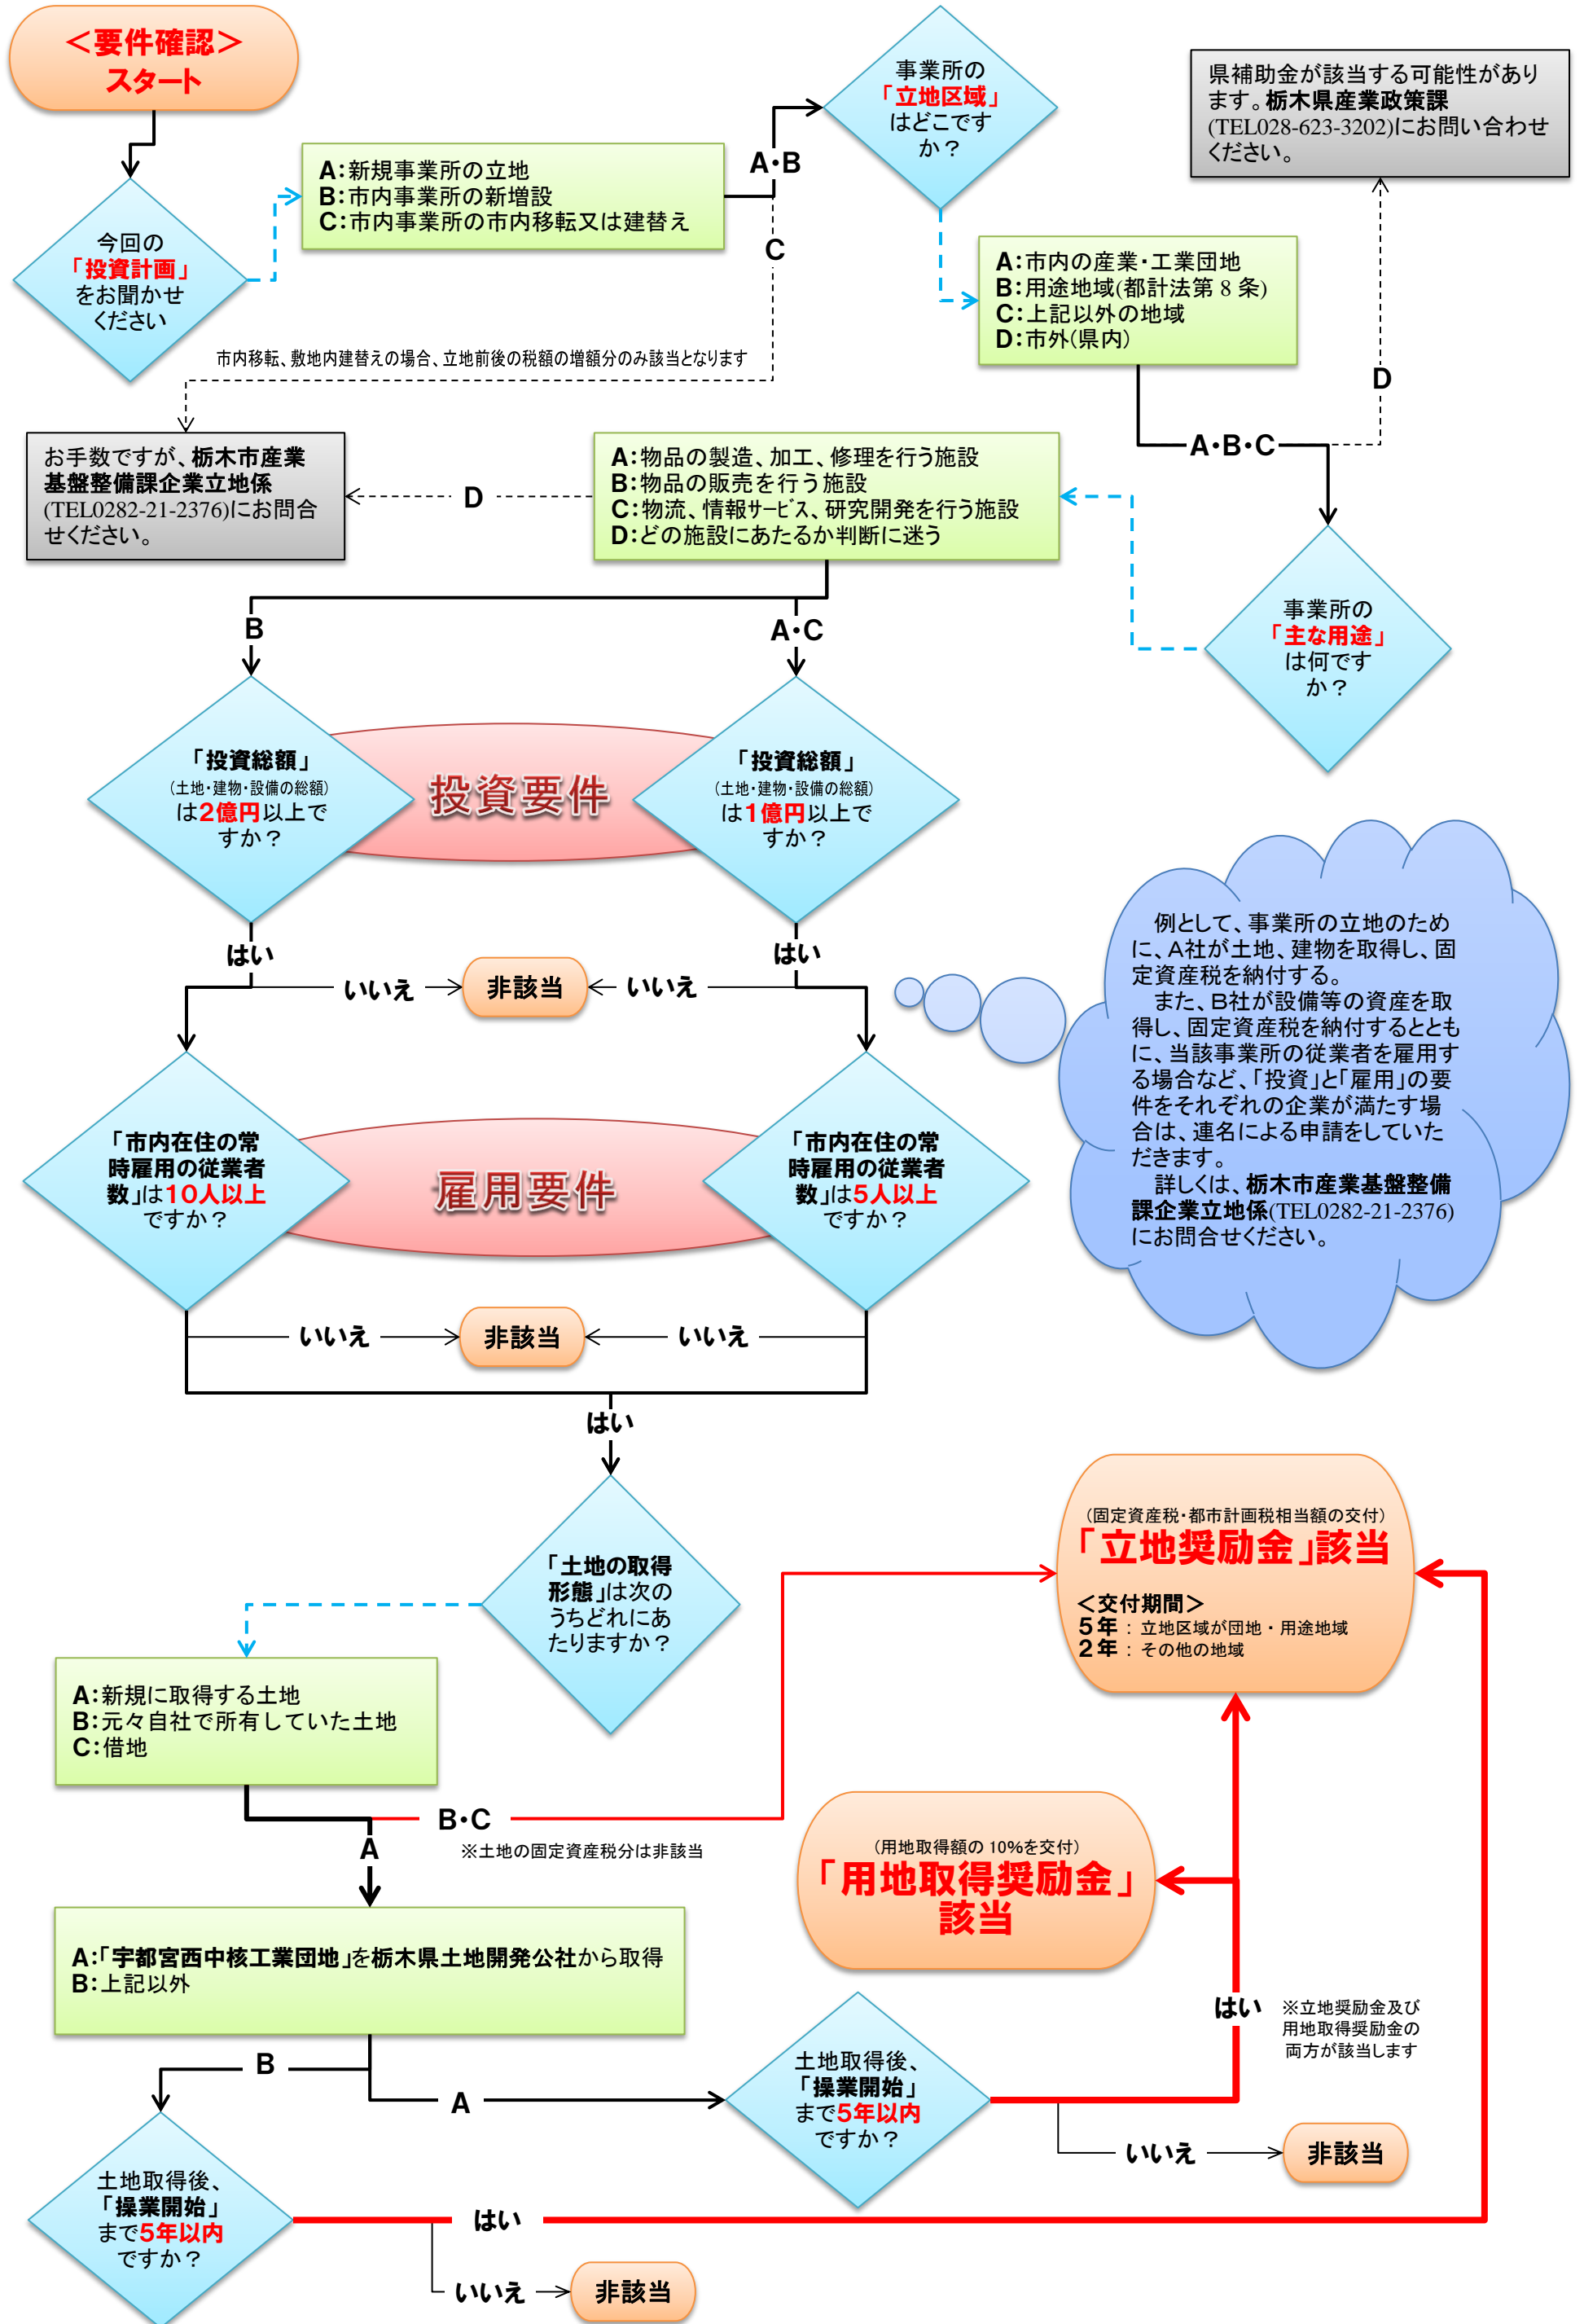 ＜要件確認＞
スタート
今回の
「投資計画」
をお聞かせ
ください
A：新規事業所の立地
B：市内事業所の新増設
C：市内事業所の市内移転又は建替え
A・B
C
事業所の
「立地区域」
はどこです
か？
県補助金が該当する可能性があり
ます。栃木県産業政策課
(TEL028-623-3202)にお問い合わせ
ください。
A：市内の産業・工業団地
B：用途地域(都計法第 8 条)
C：上記以外の地域
D：市外(県内)
D
A・B・C
市内移転、敷地内建替えの場合、立地前後の税額の増額分のみ該当となります
お手数ですが、栃木市産業
基盤整備課企業立地係
(TEL0282-21-2376)にお問合
せください。
D
A：物品の製造、加工、修理を行う施設
B：物品の販売を行う施設
C：物流、情報ｻｰﾋﾞｽ、研究開発を行う施設
D：どの施設にあたるか判断に迷う
事業所の
「主な用途」
は何です
か？
B
A・C
「投資総額」
（土地・建物・設備の総額）
は2億円以上で
すか？
投資要件
「投資総額」
（土地・建物・設備の総額）
は1億円以上で
すか？
はい
はい
いいえ
非該当
いいえ
例として、事業所の立地のため
に、A社が土地、建物を取得し、固
定資産税を納付する。
また、B社が設備等の資産を取
得し、固定資産税を納付するととも
に、当該事業所の従業者を雇用す
る場合など、「投資」と「雇用」の要
件をそれぞれの企業が満たす場
合は、連名による申請をしていた
だきます。
詳しくは、栃木市産業基盤整備
課企業立地係(TEL0282-21-2376)
にお問合せください。
「市内在住の常
時雇用の従業者
数」は10人以上
ですか？
雇用要件
「市内在住の常
時雇用の従業者
数」は5人以上
ですか？
いいえ
非該当
いいえ
はい
「土地の取得
形態」は次の
うちどれにあ
たりますか？
（固定資産税・都市計画税相当額の交付）
「立地奨励金」該当
＜交付期間＞
５年 ： 立地区域が団地・用途地域
２年 ： その他の地域
A：新規に取得する土地
B：元々自社で所有していた土地
C：借地
B・C
※土地の固定資産税分は非該当
A
（用地取得額の 10%を交付）
「用地取得奨励金」
該当
A：「宇都宮西中核工業団地」を栃木県土地開発公社から取得
B：上記以外
はい
※立地奨励金及び
用地取得奨励金の
両方が該当します
B
A
土地取得後、
「操業開始」
まで5年以内
ですか？
いいえ
非該当
土地取得後、
「操業開始」
まで5年以内
ですか？
はい
いいえ
非該当